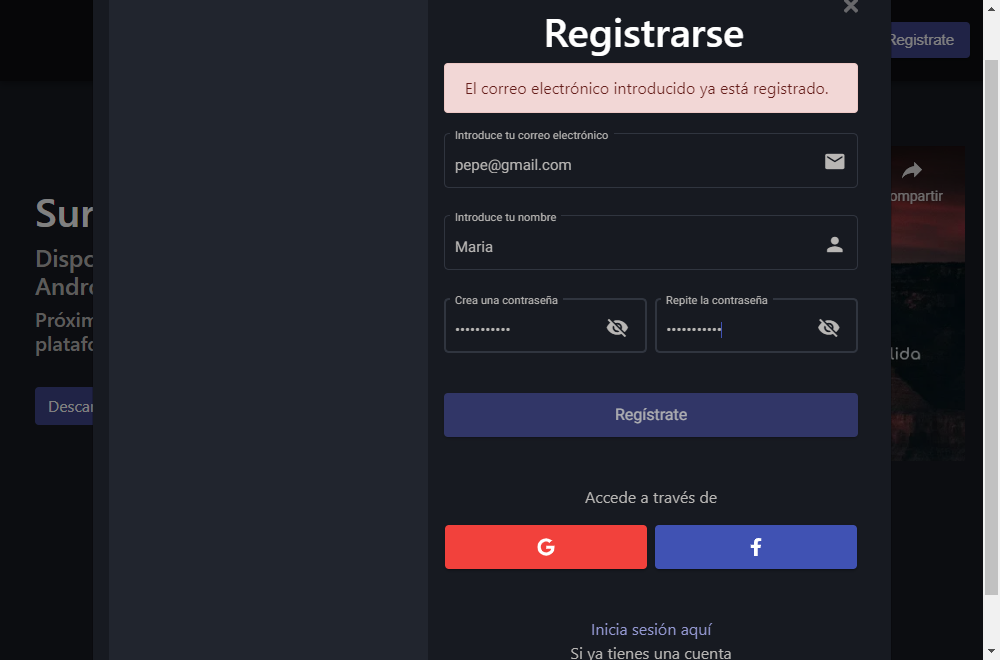 Registrarse
Registrate
El correo electrónico introducido ya está registrado.
Introduce tu correo electrónico
pepe@gmail.com
Introduce tu nombre
Maria
Crea una contraseña
•••••••••••
Repite la contraseña
•••••••••••
Regístrate
Accede a través de
G
f
Inicia sesión aquí
Si ya tienes una cuenta
Sur
Dispo
Andro
Próxim
platafo
Descar
ompartir
lida